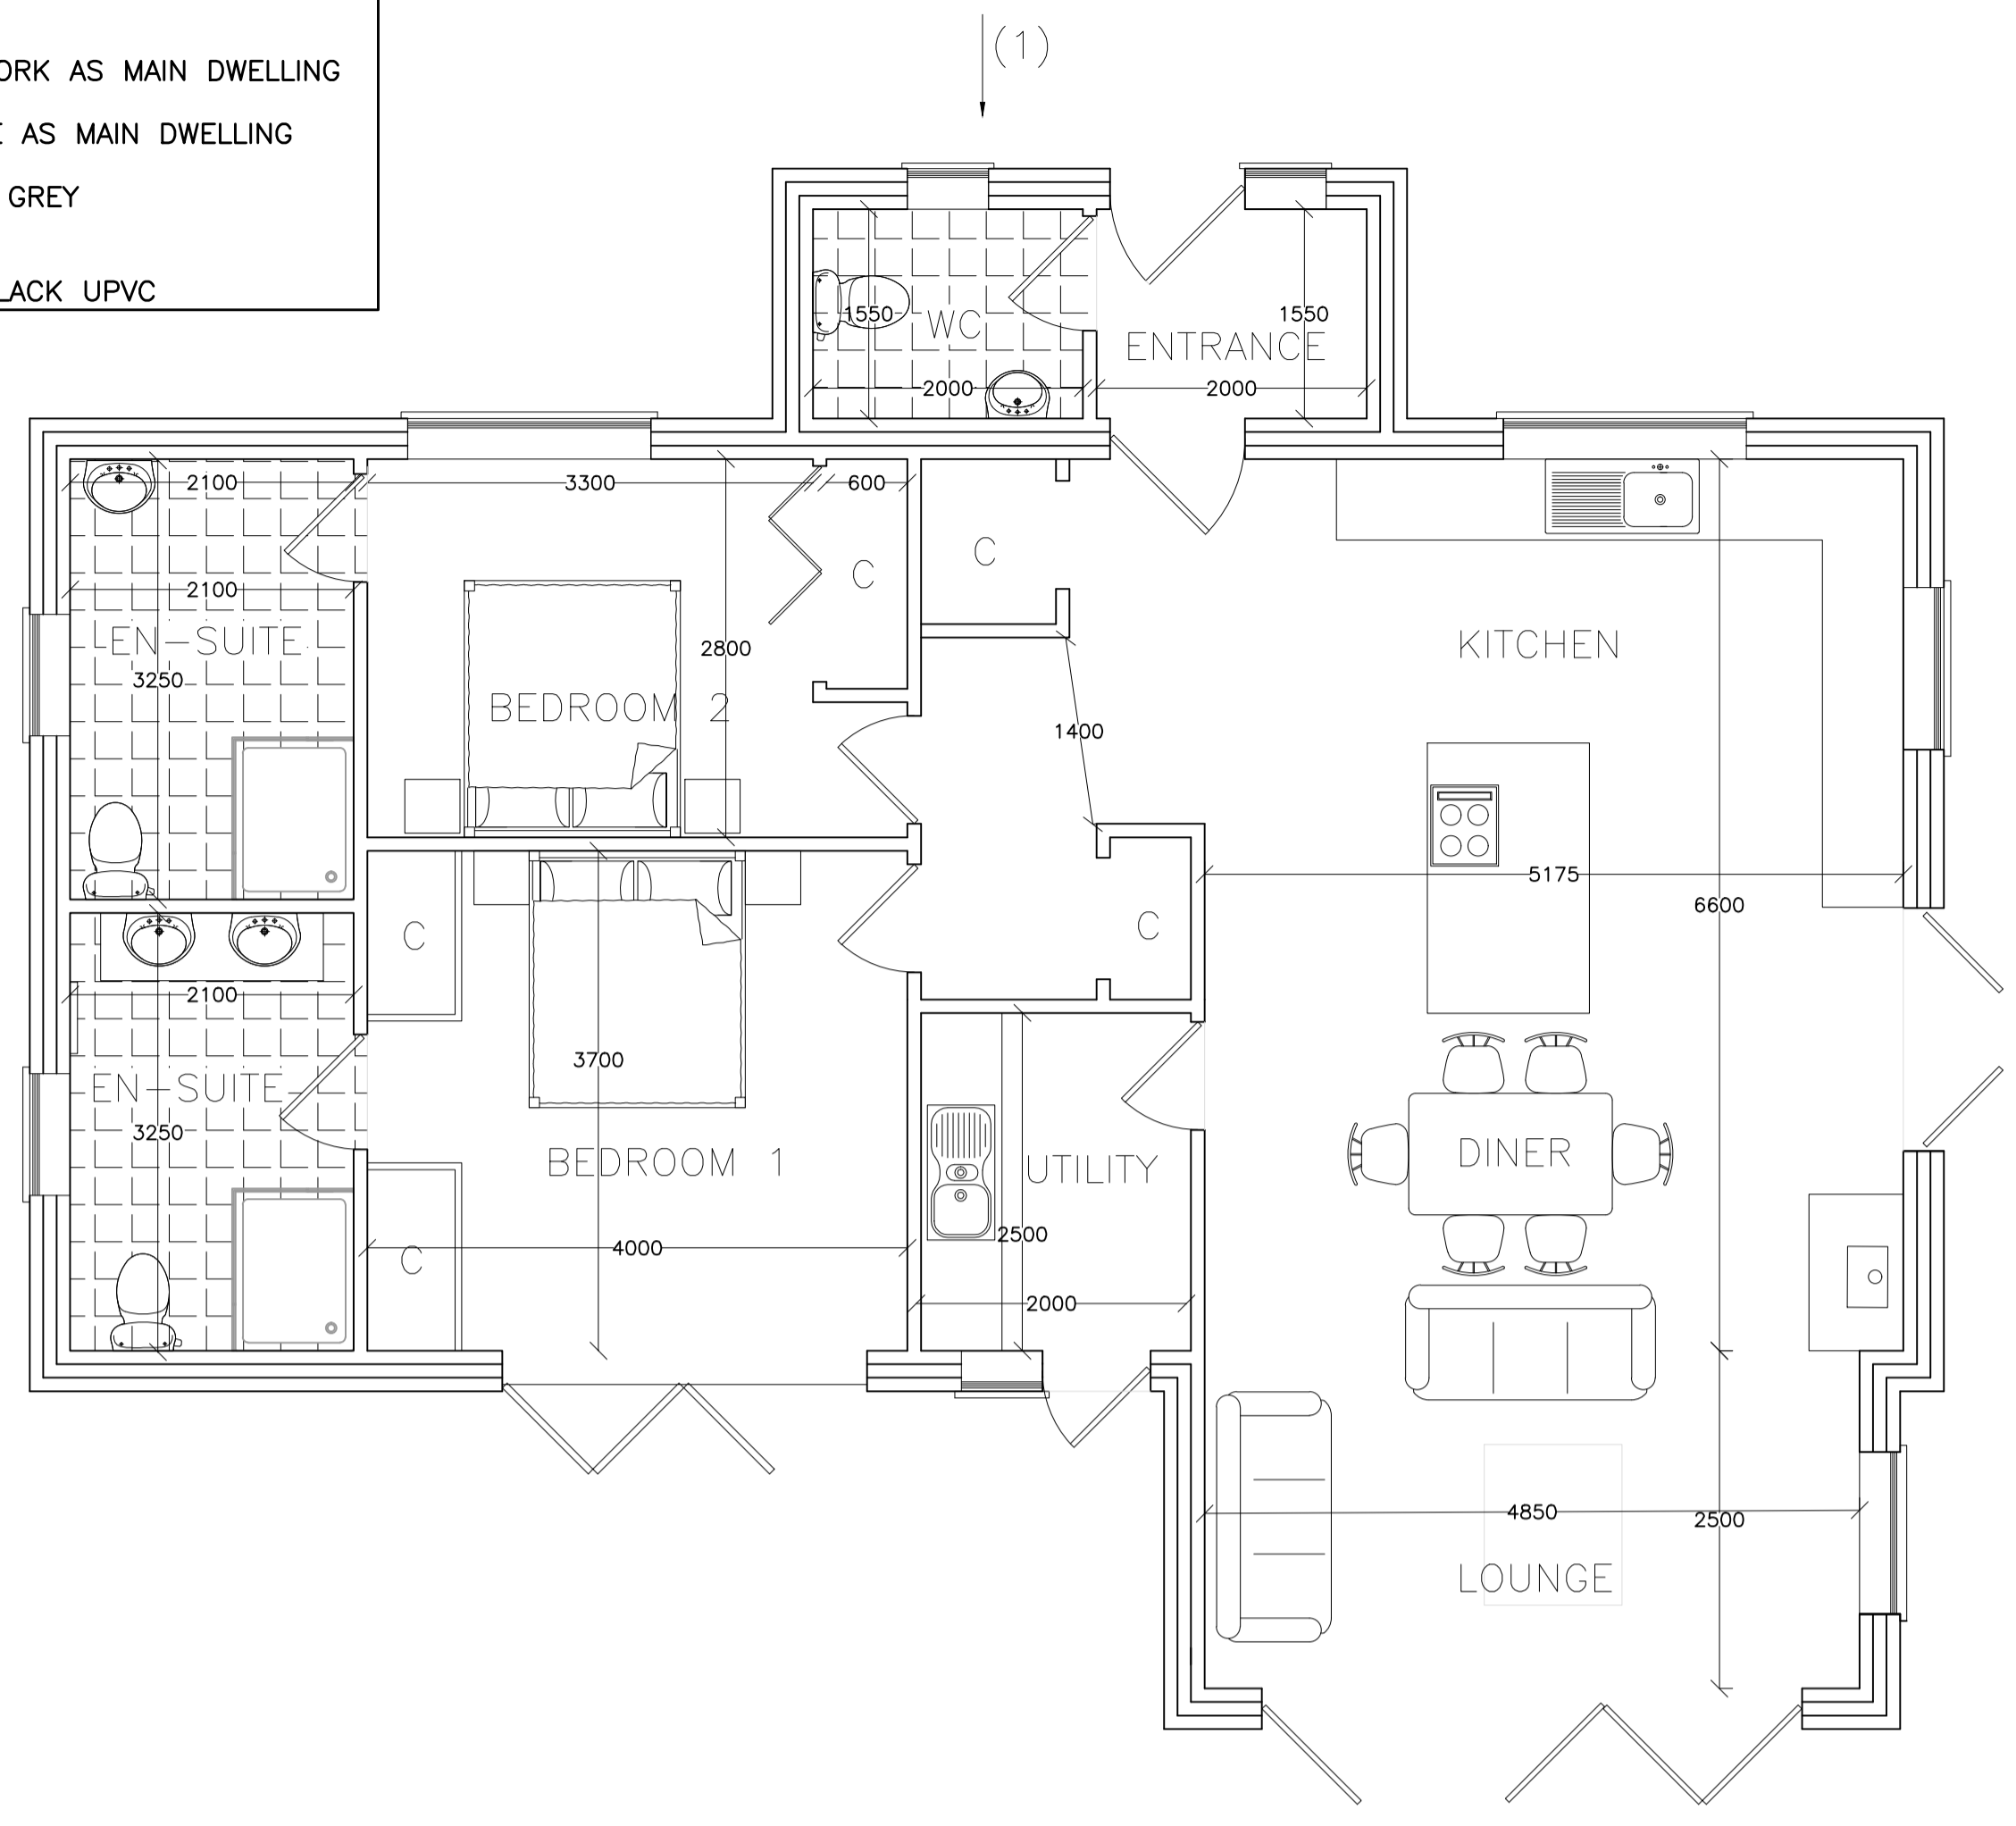 ORK AS MAIN DWELLING
AS MAIN DWELLING
GREY
LACK UPVC
(1)
1550
WC
1550
ENTRANCE
2000
2000
2100
3300
600
C
C
2100
EN-SUITE
3250
2800
BEDROOM 2
KITCHEN
1400
5175
6600
C
C
2100
3700
EN-SUITE
3250
BEDROOM 1
UTILITY
DINER
2500
4000
C
2000
4850
2500
LOUNGE